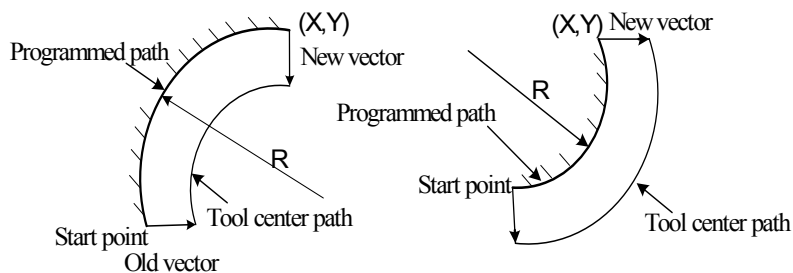 (X,Y)
Programmed path
New vector
R
Start point
Tool center path
Old vector
(X,Y) New vector
R
Programmed path
Start point
Tool center path